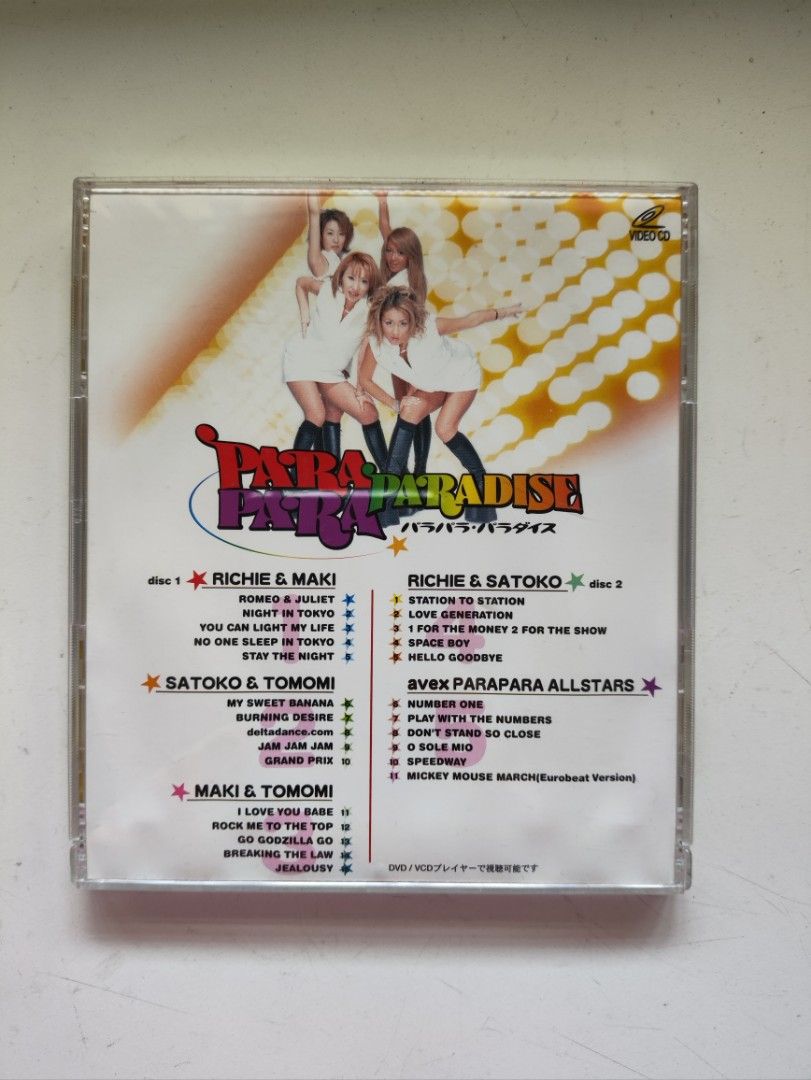 VIDEO CD
PARA PARA PARADISE
パラパラ・パラダイス
disc 1 RICHIE & MAKI
ROMEO & JULIET 1
NIGHT IN TOKYO 2
YOU CAN LIGHT MY LIFE 3
NO ONE SLEEP IN TOKYO 4
STAY THE NIGHT 5
1
SATOKO & TOMOMI
MY SWEET BANANA 6
BURNING DESIRE 7
deltadance.com 8
JAM JAM JAM 9
GRAND PRIX 10
2
MAKI & TOMOMI
I LOVE YOU BABE 11
ROCK ME TO THE TOP 12
GO GODZILLA GO 13
BREAKING THE LAW 14
JEALOUSY 15
3
RICHIE & SATOKO disc 2
1 STATION TO STATION
2 LOVE GENERATION
3 1 FOR THE MONEY 2 FOR THE SHOW
4 SPACE BOY
5 HELLO GOODBYE
4
avex PARAPARA ALLSTARS
6 NUMBER ONE
7 PLAY WITH THE NUMBERS
8 DON'T STAND SO CLOSE
9 O SOLE MIO
10 SPEEDWAY
11 MICKEY MOUSE MARCH(Eurobeat Version)
5
DVD / VCDプレイヤーで視聴可能です